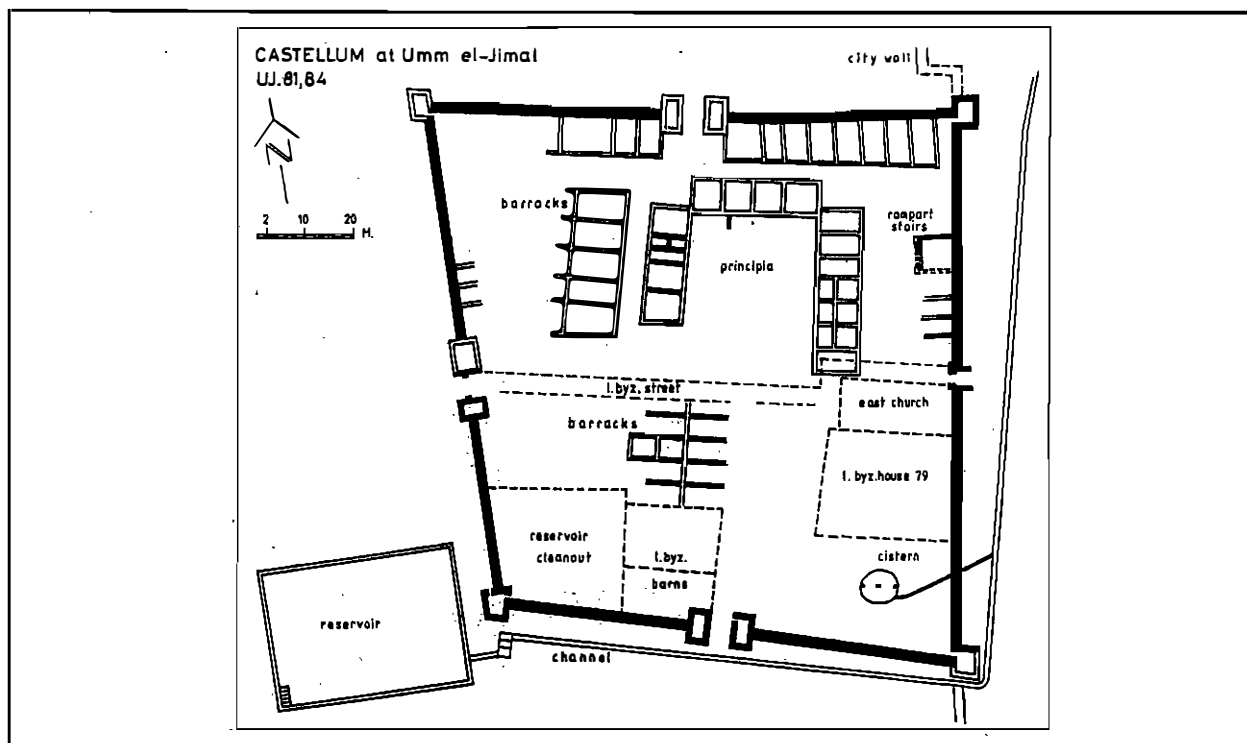 CASTELLUM at Umm el-Jimal
UJ.81,84
city wall
N
2 10 20
M.
barracks
rampart
stairs
principia
l.byz. street
east church
barracks
l. byz.house 79
reservoir
cleanout
l.byz.
barns
cistern
reservoir
channel